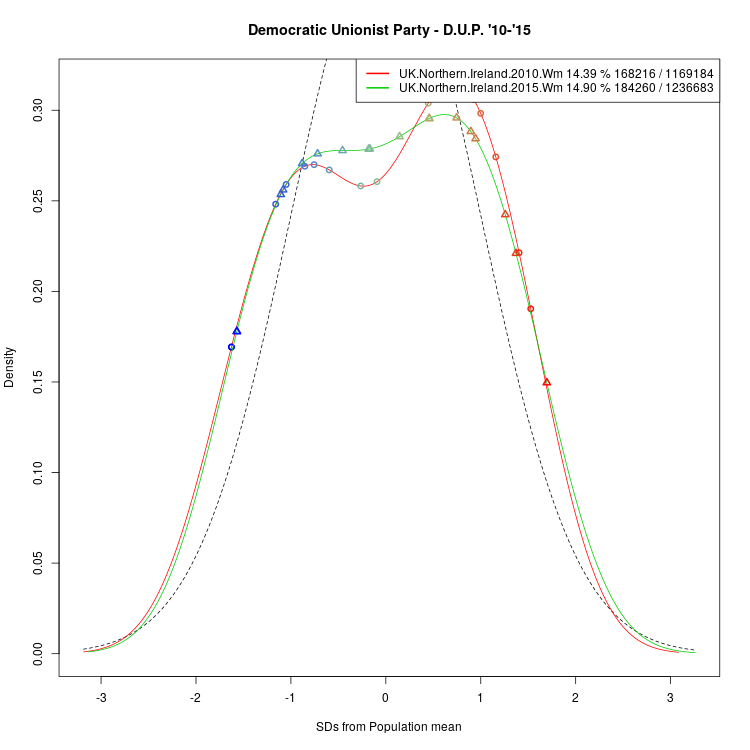 Democratic Unionist Party - D.U.P. '10-'15
UK.Northern.Ireland.2010.Wm 14.39 % 168216 / 1169184
UK.Northern.Ireland.2015.Wm 14.90 % 184260 / 1236683
0.30
0.25
0.20
0.15
0.10
0.05
0.00
Density
-3 -2 -1 0 1 2 3
SDs from Population mean